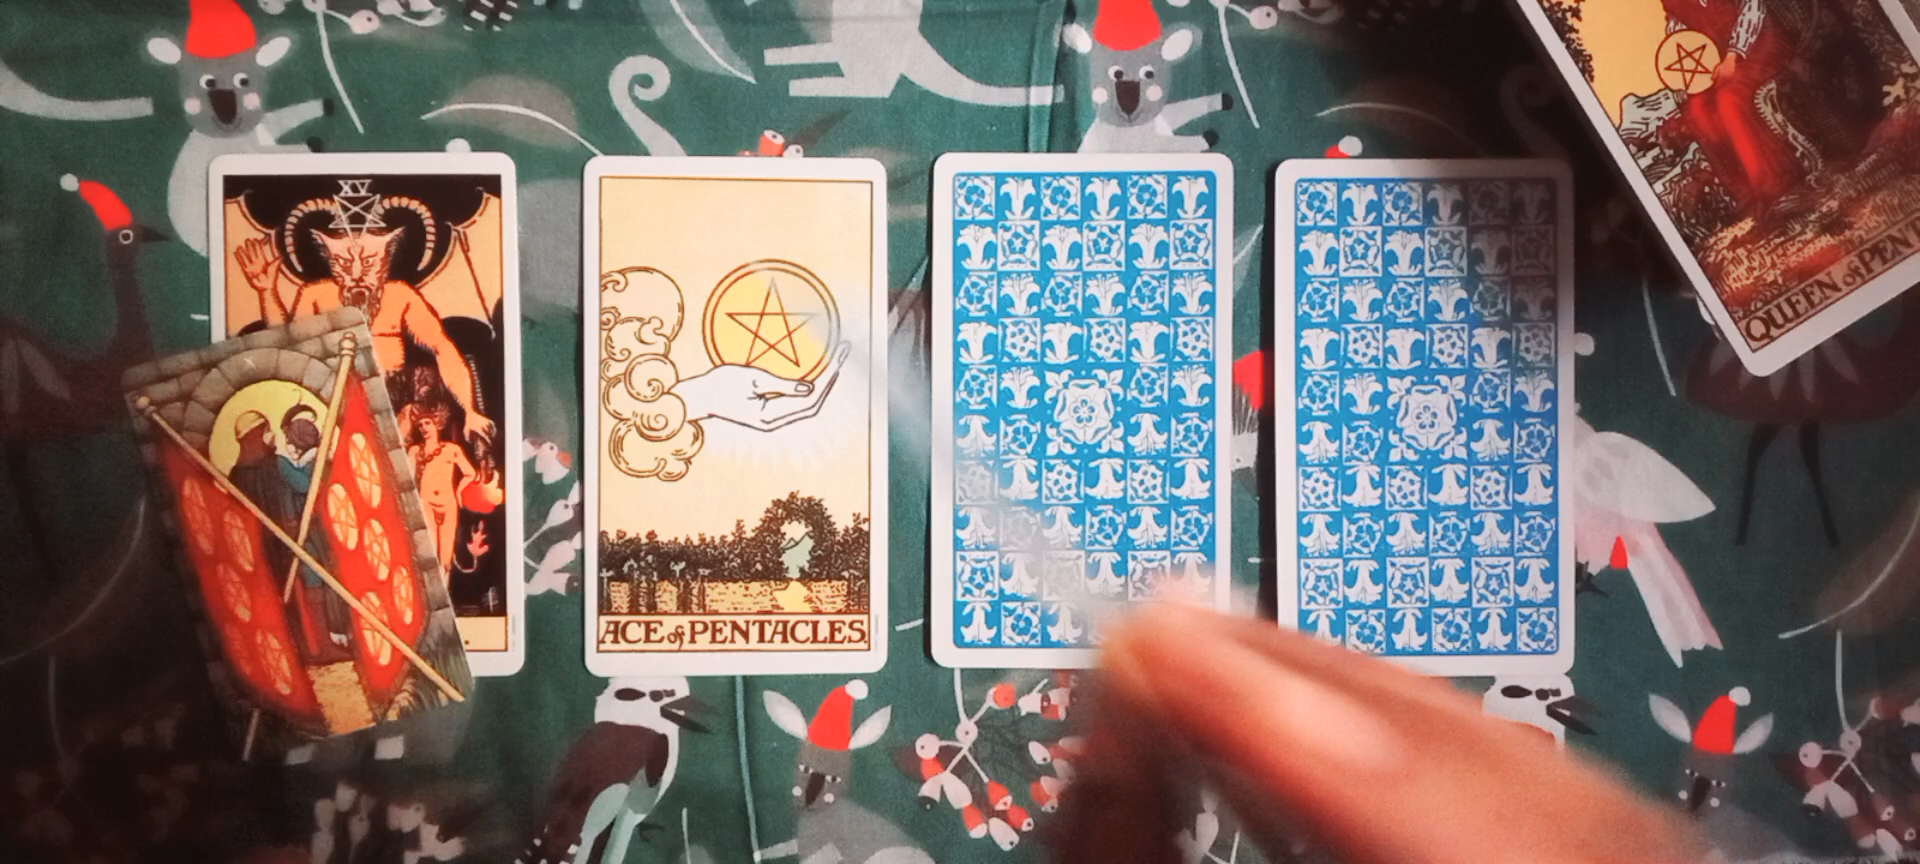 XV
ACE of PENTACLES.
QUEEN of PENT